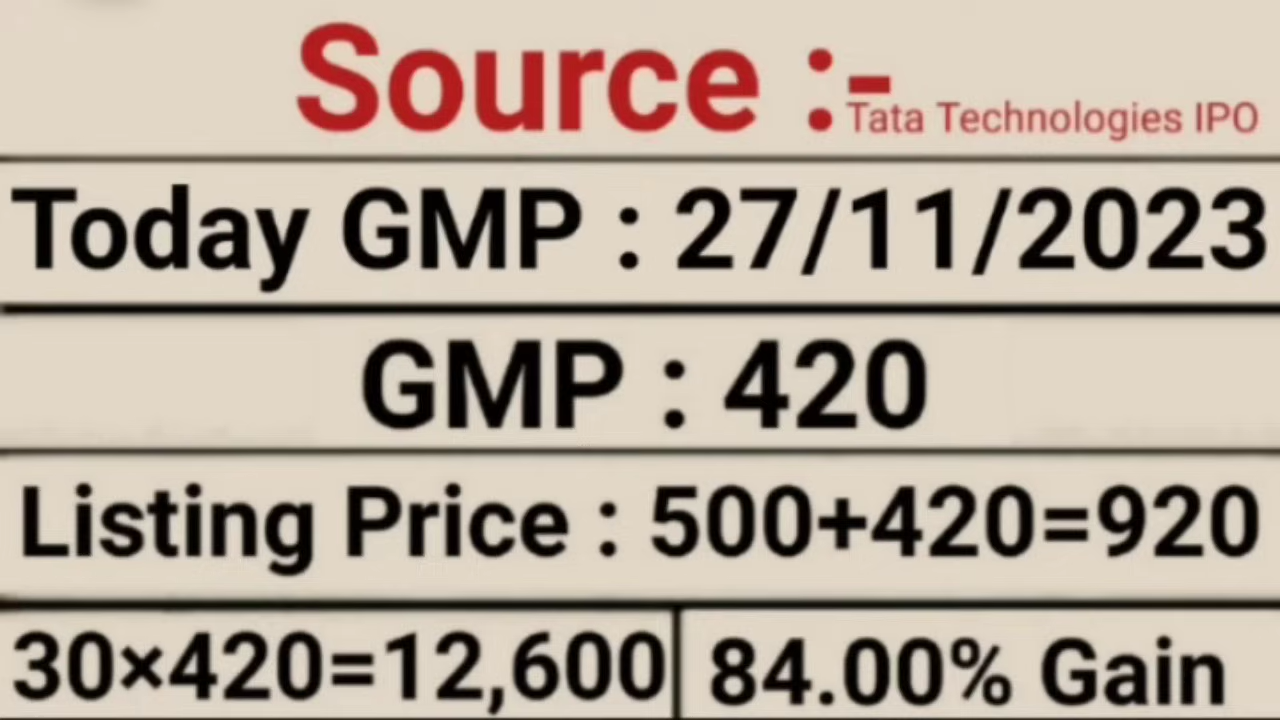 Source :-
Tata Technologies IPO
Today GMP : 27/11/2023
GMP : 420
Listing Price : 500+420=920
30×420=12,600
84.00% Gain